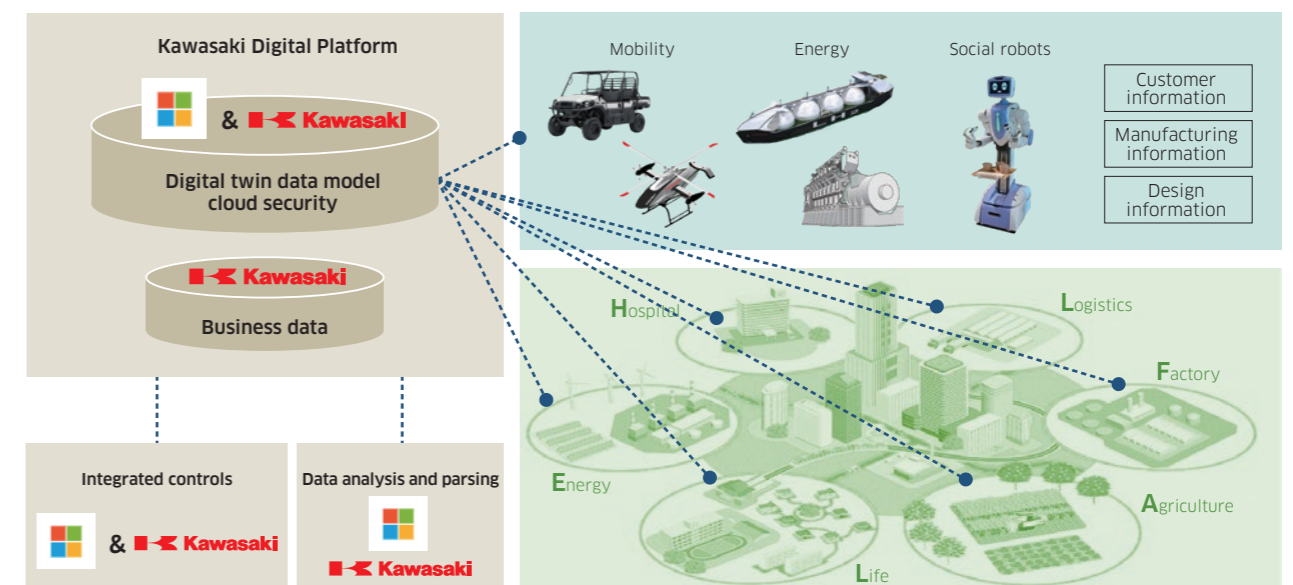 Kawasaki Digital Platform
& Kawasaki
Digital twin data model
cloud security
Kawasaki
Business data
Integrated controls
& Kawasaki
Data analysis and parsing
Kawasaki
Mobility
Energy
Social robots
Customer
information
Manufacturing
information
Design
information
Hospital
Logistics
Factory
Energy
Agriculture
Life